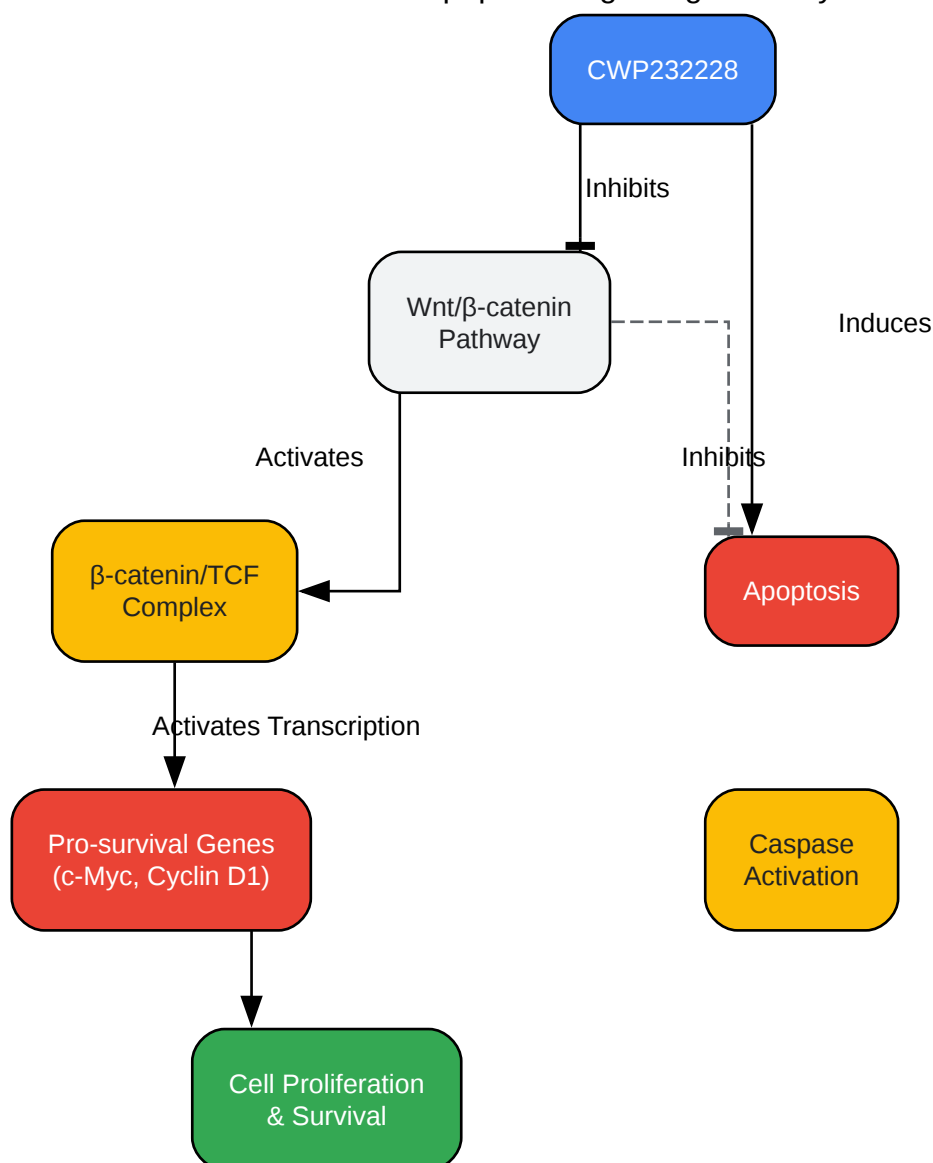 CWP232228
Inhibits
Wnt/β-catenin
Pathway
Induces
Activates
Inhibits
β-catenin/TCF
Complex
Apoptosis
Activates Transcription
Pro-survival Genes
(c-Myc, Cyclin D1)
Caspase
Activation
Cell Proliferation
& Survival